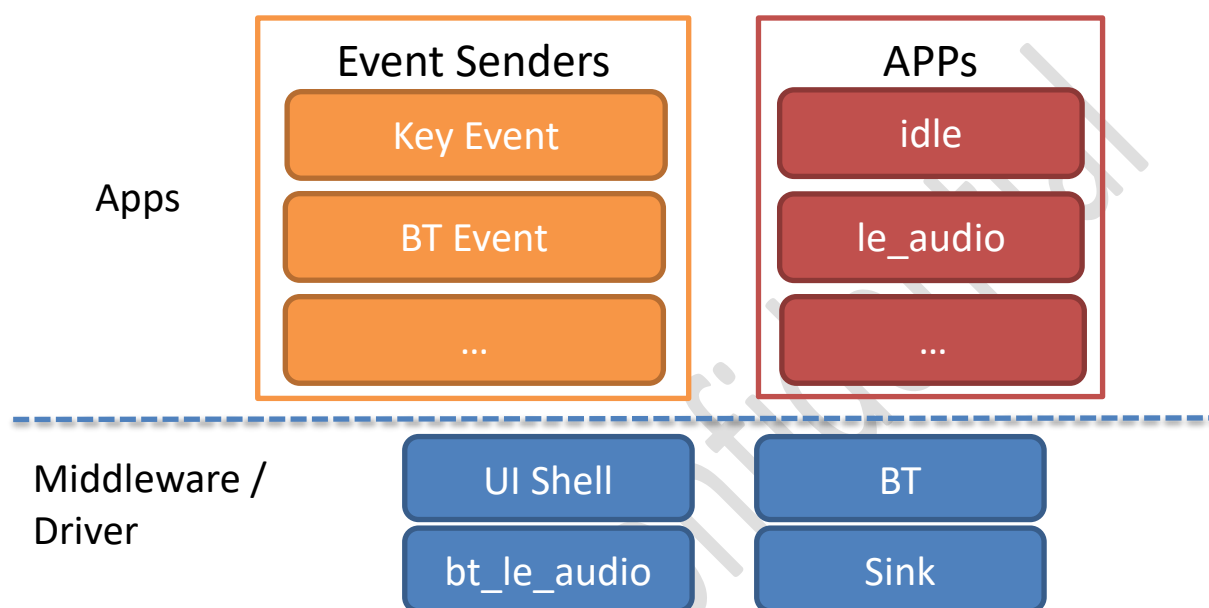 Event Senders
APPs
Apps
Key Event
idle
BT Event
le_audio
...
...
Middleware /
Driver
UI Shell
BT
bt_le_audio
Sink